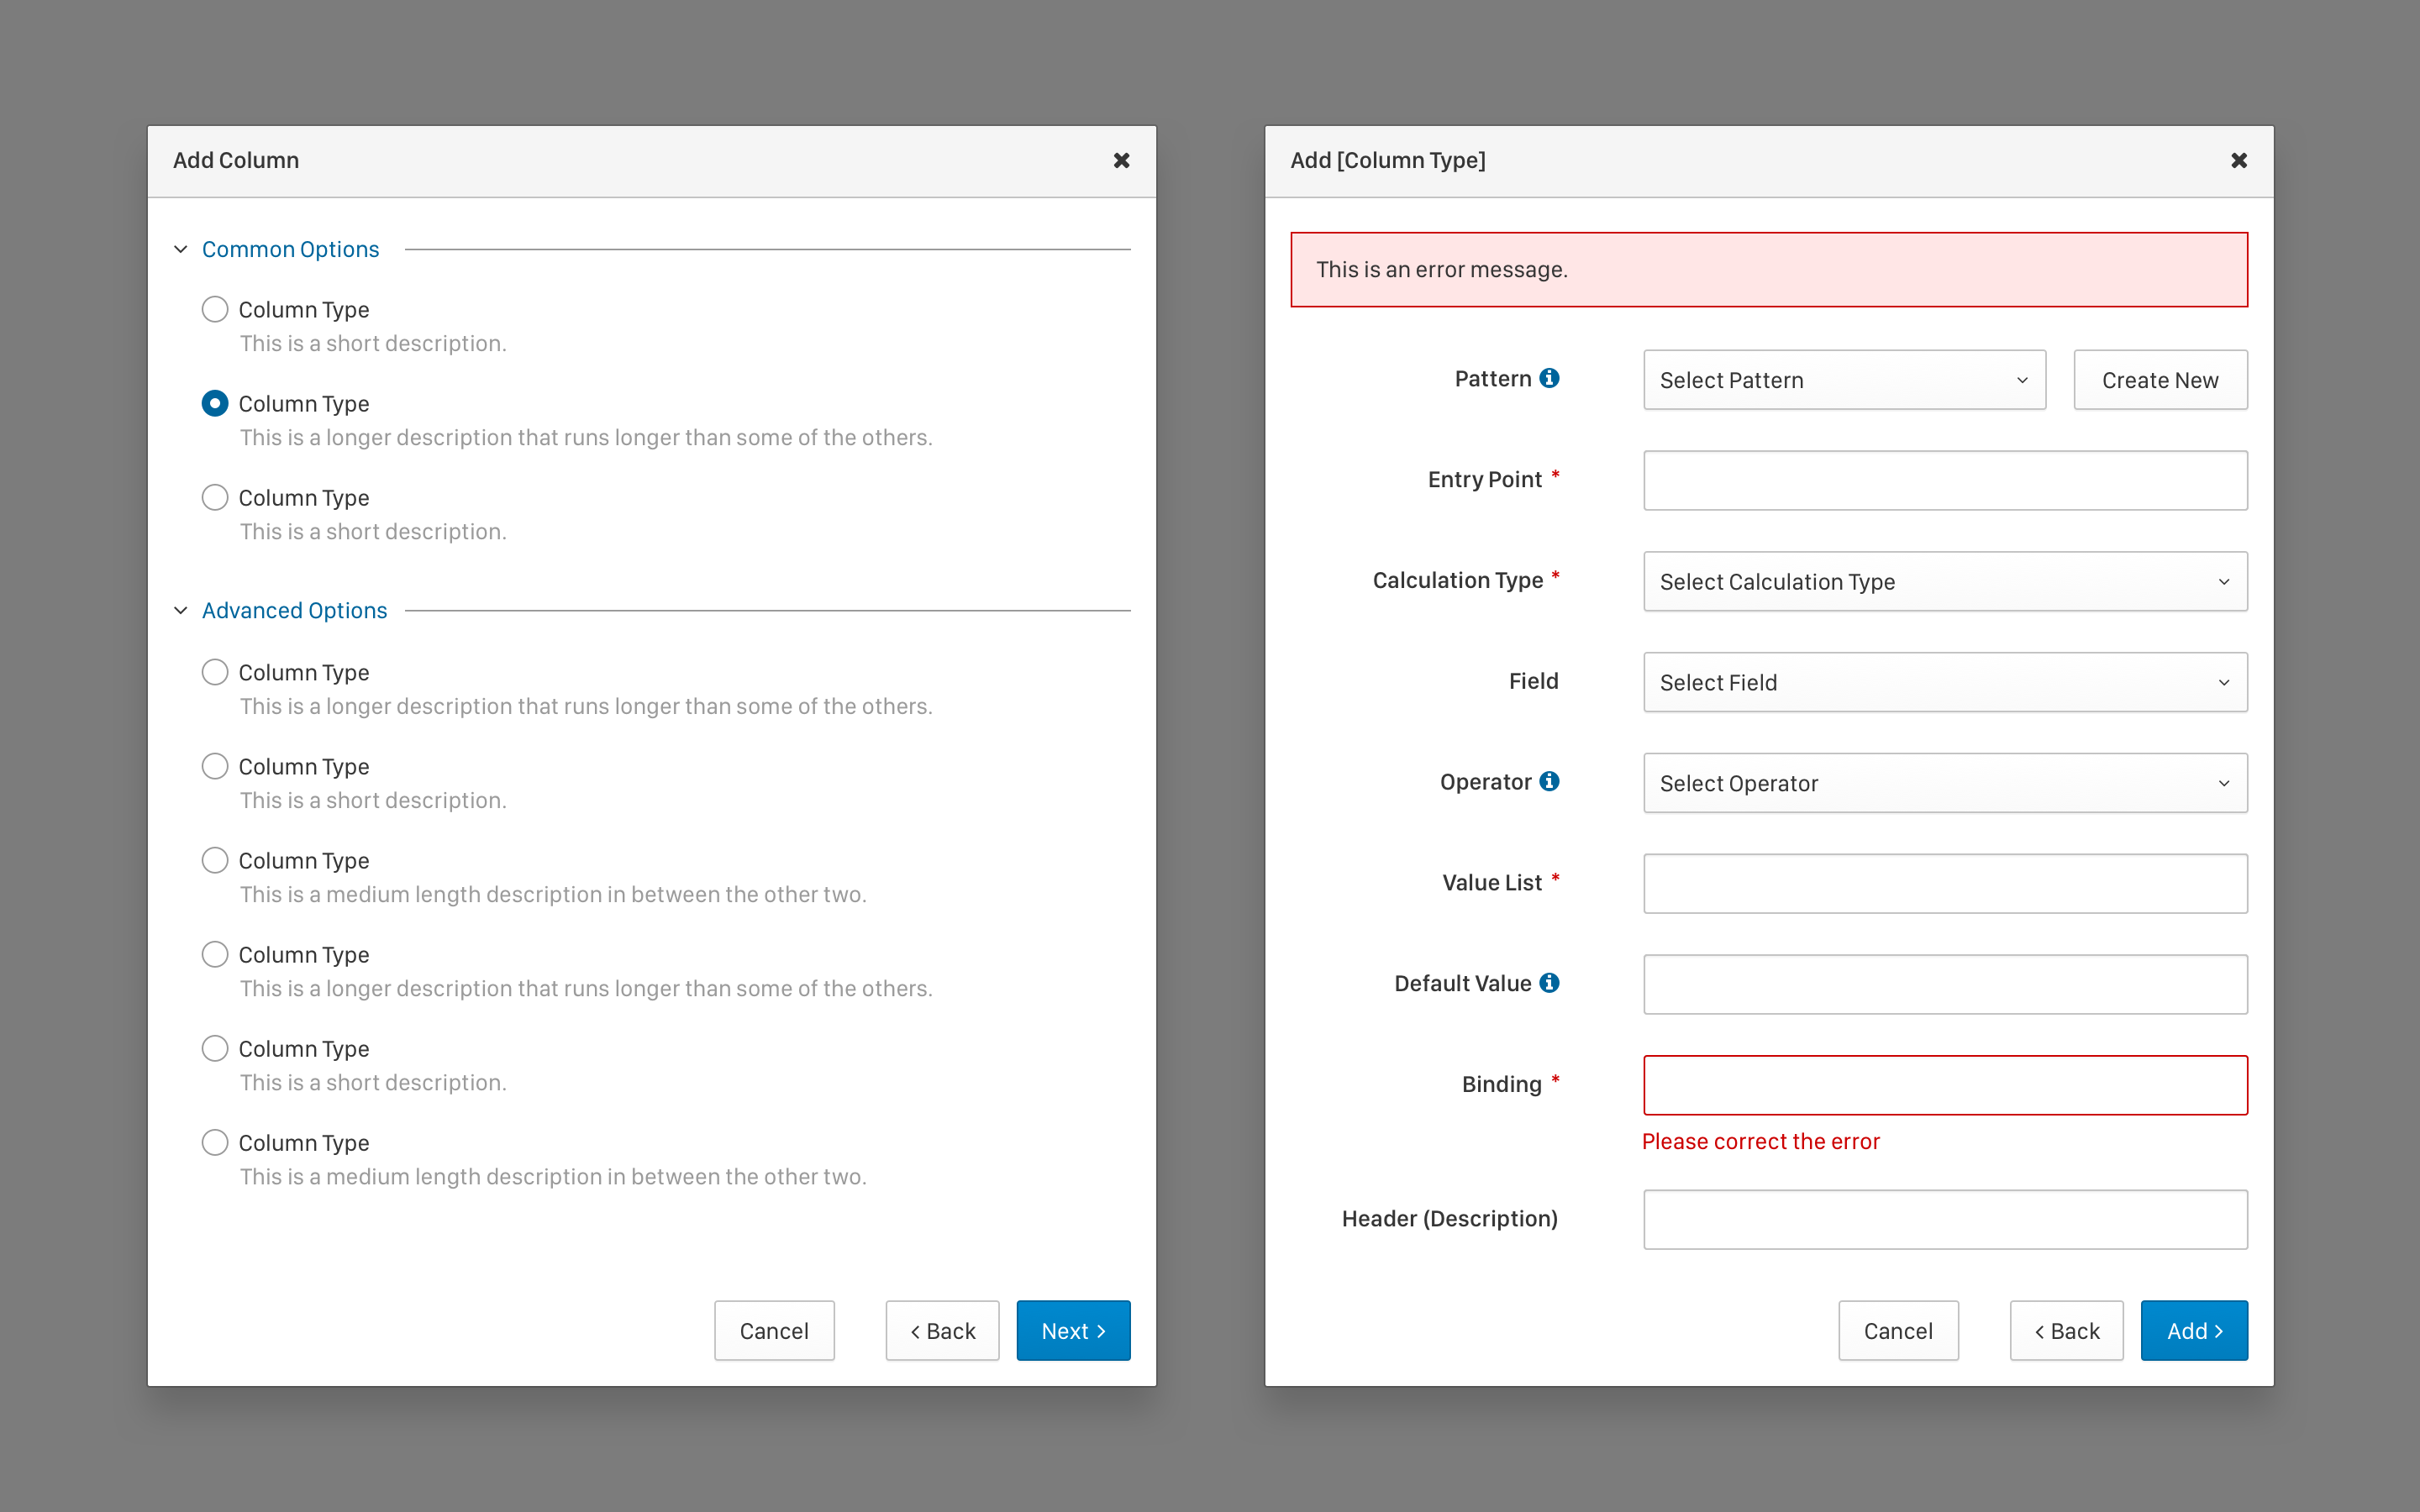 Add Column
Common Options
Column Type
This is a short description.
Column Type
This is a longer description that runs longer than some of the others.
Column Type
This is a short description.
Advanced Options
Column Type
This is a longer description that runs longer than some of the others.
Column Type
This is a short description.
Column Type
This is a medium length description in between the other two.
Column Type
This is a longer description that runs longer than some of the others.
Column Type
This is a short description.
Column Type
This is a medium length description in between the other two.
Cancel
Back
Next
Add [Column Type]
This is an error message.
Pattern
Select Pattern
Create New
Entry Point *
Calculation Type *
Select Calculation Type
Field
Select Field
Operator
Select Operator
Value List *
Default Value
Binding *
Please correct the error
Header (Description)
Cancel
Back
Add